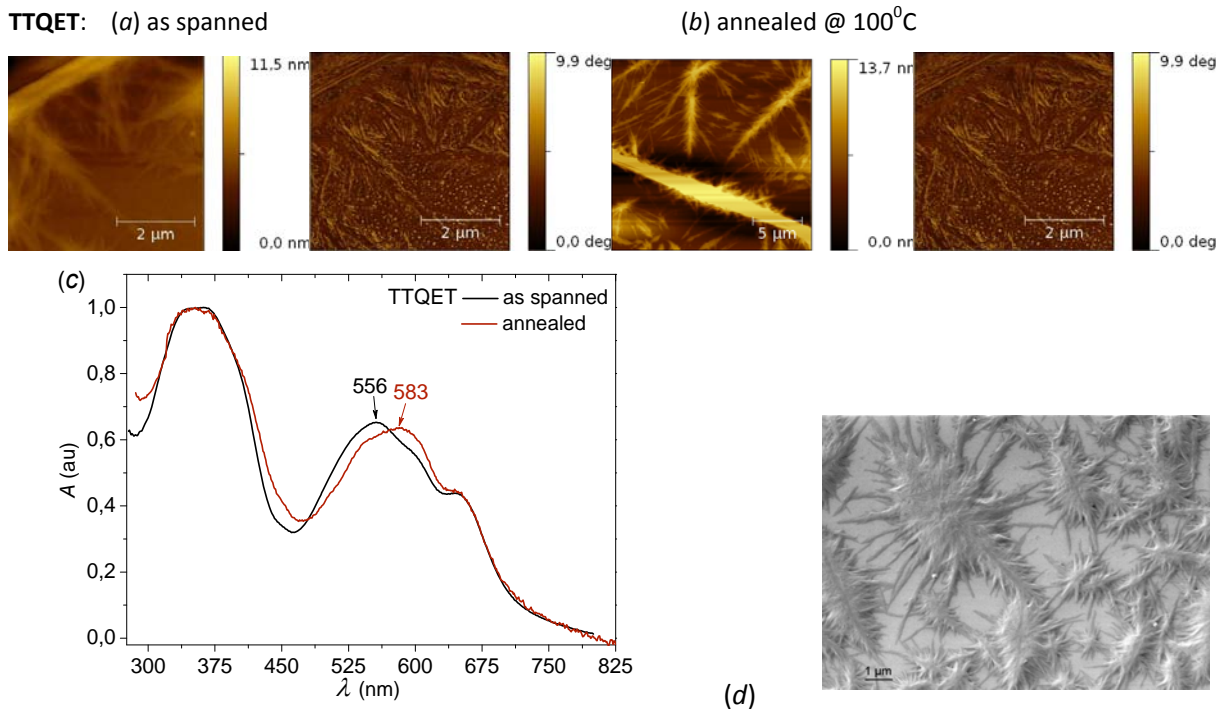 TTQET: (a) as spanned
(b) annealed @ 100⁰C
11.5 nm
0.0 nm
2 µm
9.9 deg
0.0 deg
2 µm
13.7 nm
0.0 nm
5 µm
9.9 deg
0.0 deg
2 µm
(c)
TTQET as spanned
annealed
556
583
1,0
0,8
0,6
0,4
0,2
0,0
A (au)
300 375 450 525 600 675 750 825
λ (nm)
1 µm
(d)